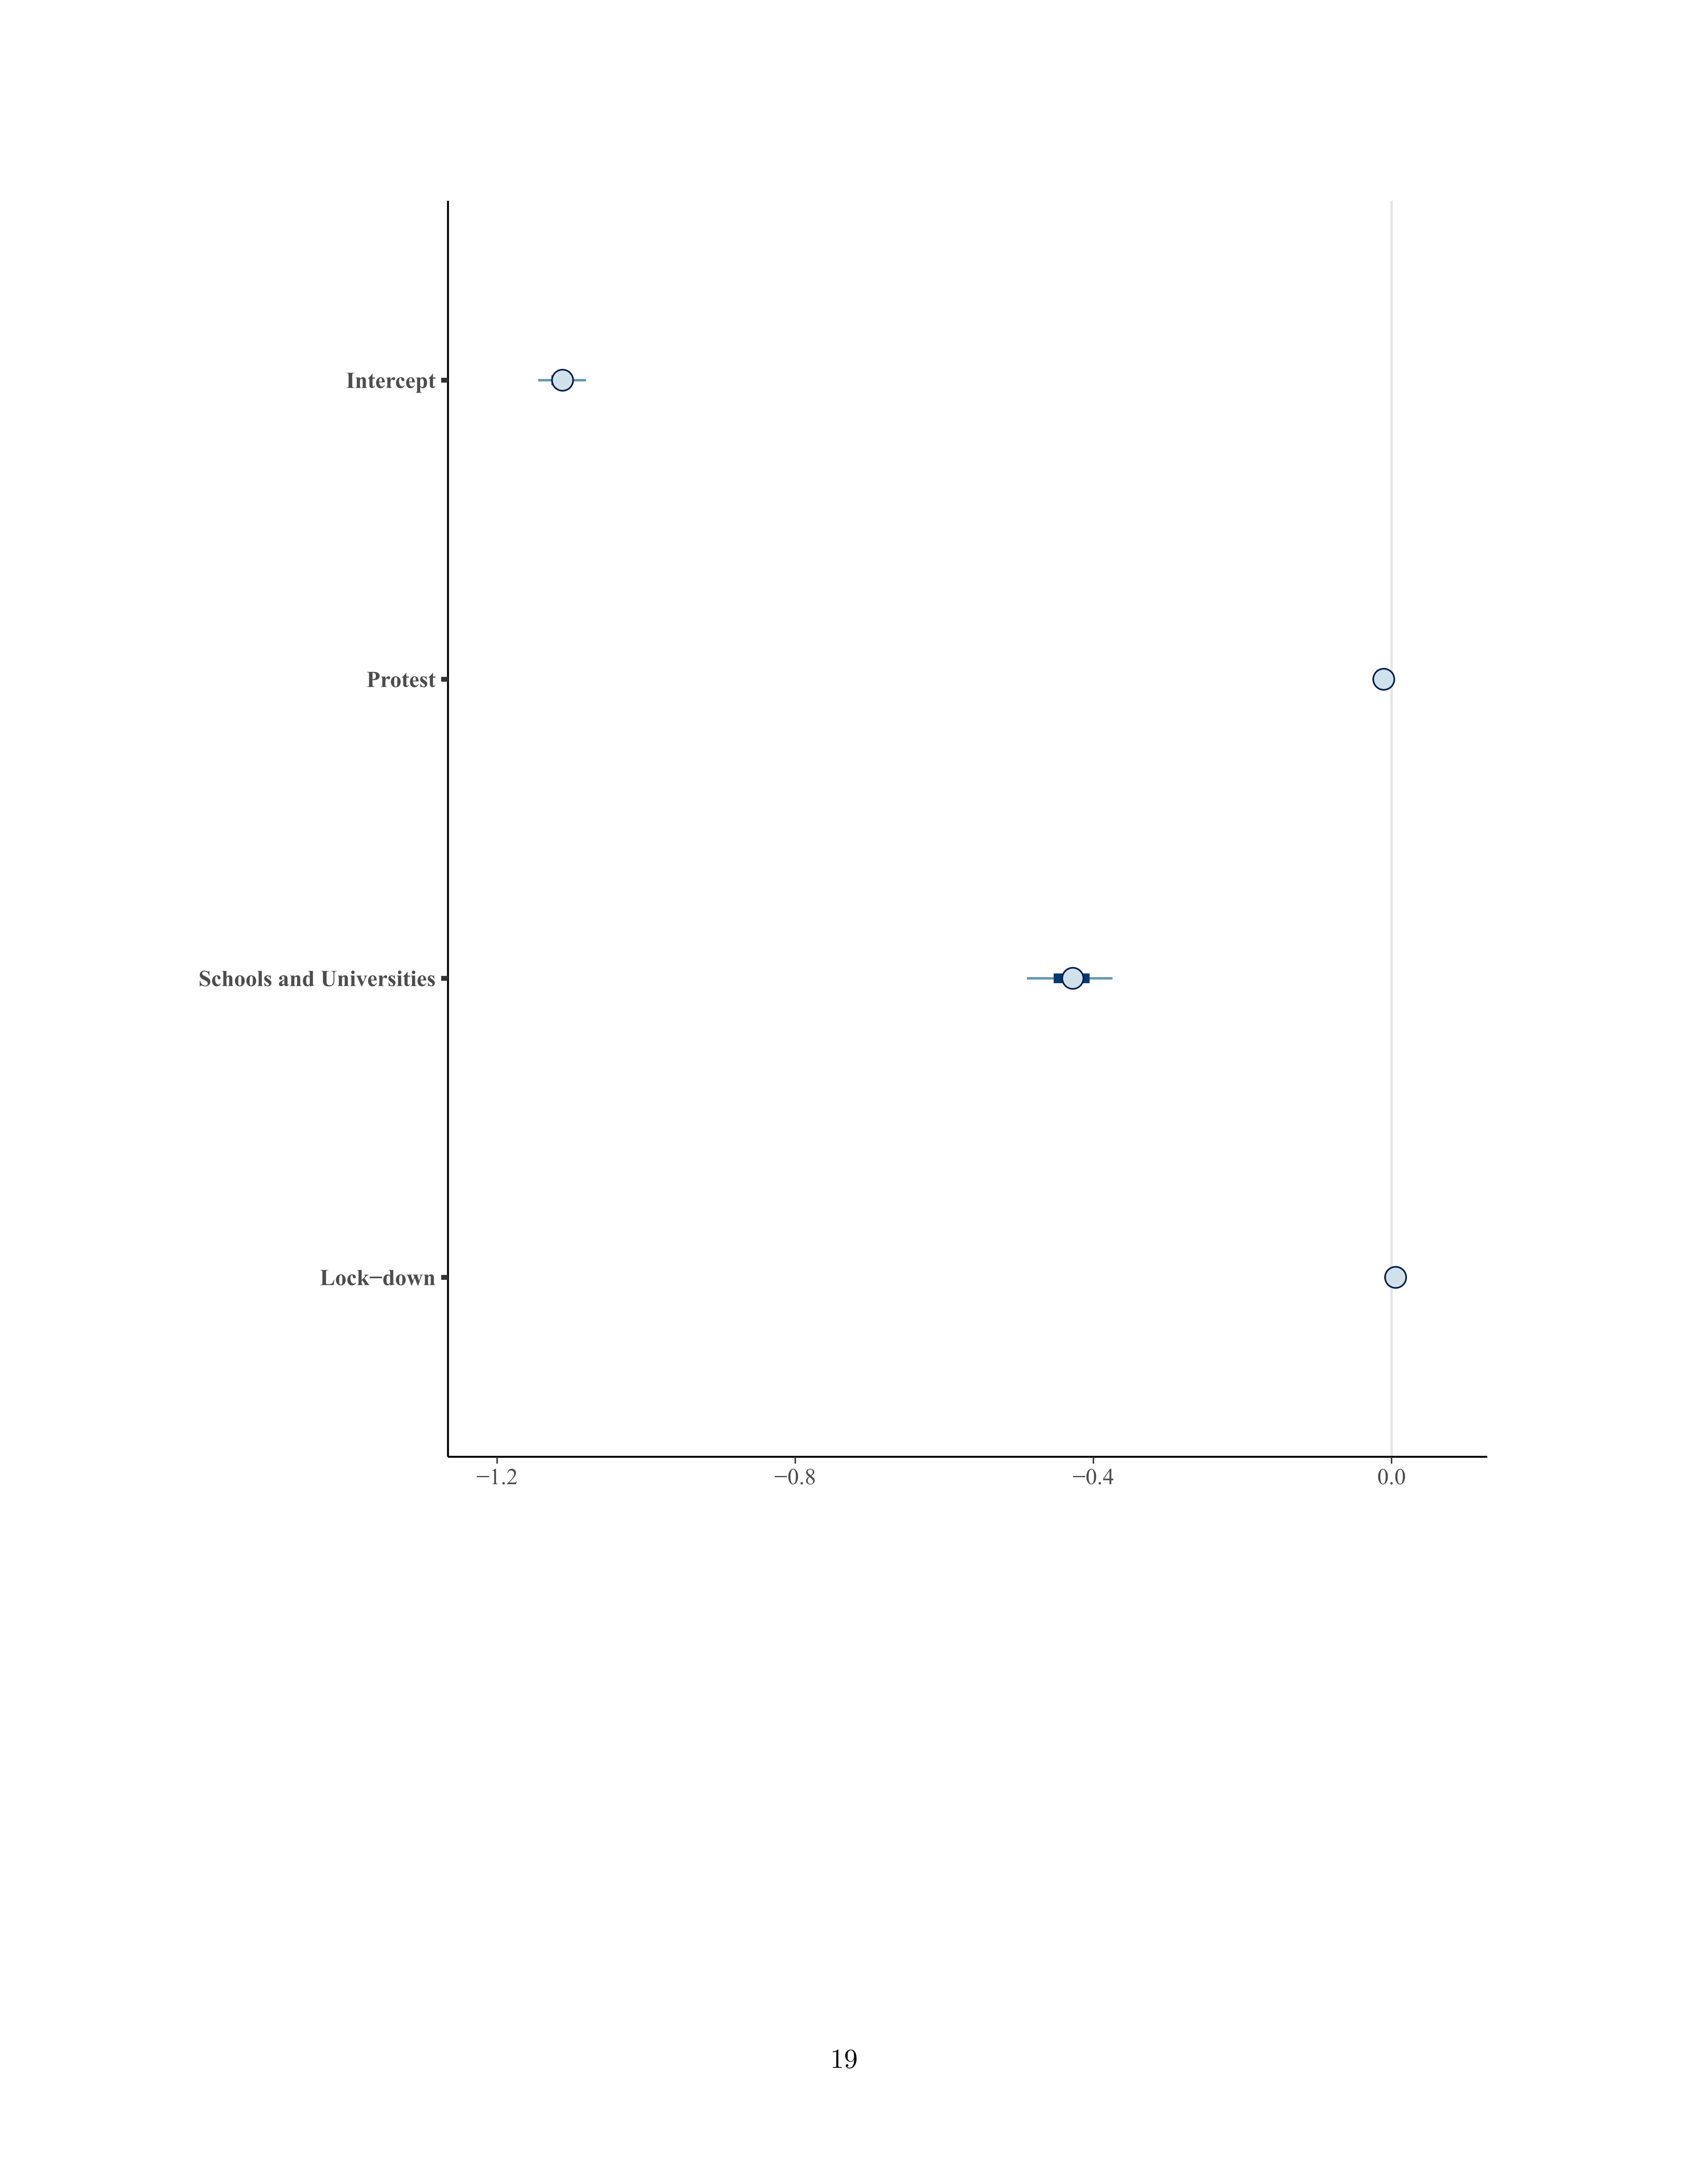 Intercept
Protest
Schools and Universities
Lock−down
−1.2 −0.8 −0.4 0.0
19